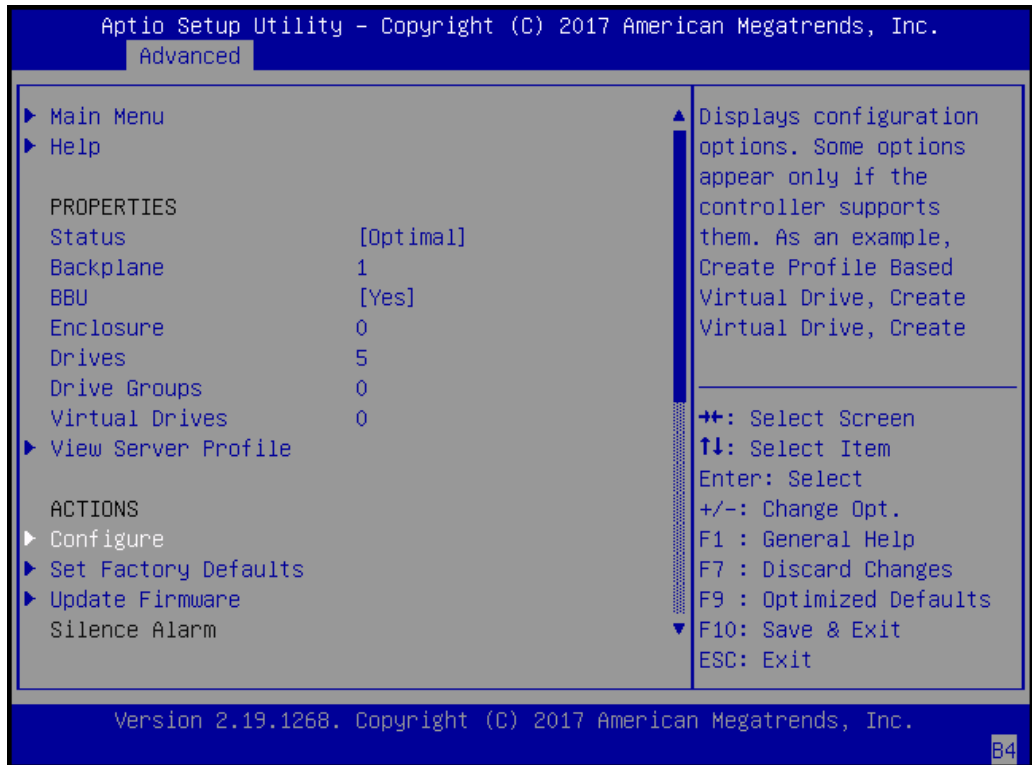 Aptio Setup Utility – Copyright (C) 2017 American Megatrends, Inc.
Advanced
Main Menu
Help
PROPERTIES
Status [Optimal]
Backplane 1
BBU [Yes]
Enclosure 0
Drives 5
Drive Groups 0
Virtual Drives 0
View Server Profile
ACTIONS
Configure
Set Factory Defaults
Update Firmware
Silence Alarm
Displays configuration
options. Some options
appear only if the
controller supports
them. As an example,
Create Profile Based
Virtual Drive, Create
Virtual Drive, Create
→←: Select Screen
↑↓: Select Item
Enter: Select
+/-: Change Opt.
F1 : General Help
F7 : Discard Changes
F9 : Optimized Defaults
F10: Save & Exit
ESC: Exit
Version 2.19.1268. Copyright (C) 2017 American Megatrends, Inc.
B4